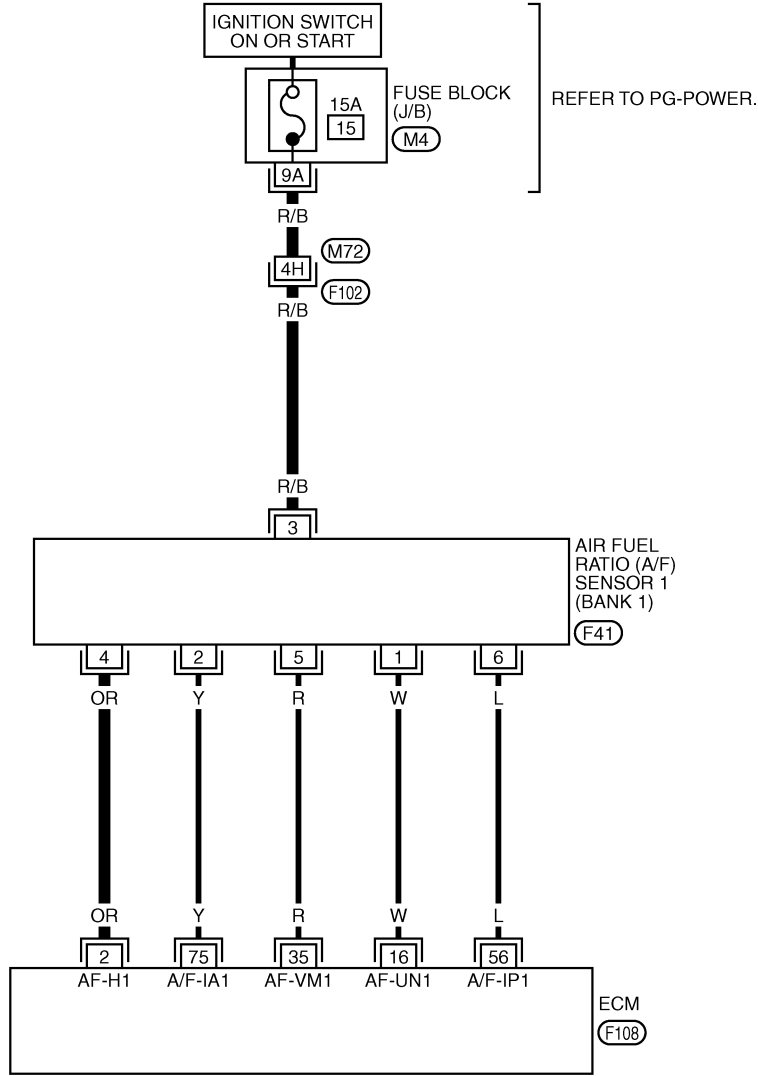 IGNITION SWITCH
ON OR START
FUSE BLOCK
(J/B)
15A
15
M4
REFER TO PG-POWER.
9A
R/B
M72
4H
F102
R/B
R/B
3
AIR FUEL
RATIO (A/F)
SENSOR 1
(BANK 1)
F41
4 2 5 1 6
OR Y R W L
OR Y R W L
2 75 35 16 56
AF-H1 A/F-IA1 AF-VM1 AF-UN1 A/F-IP1
ECM
F108